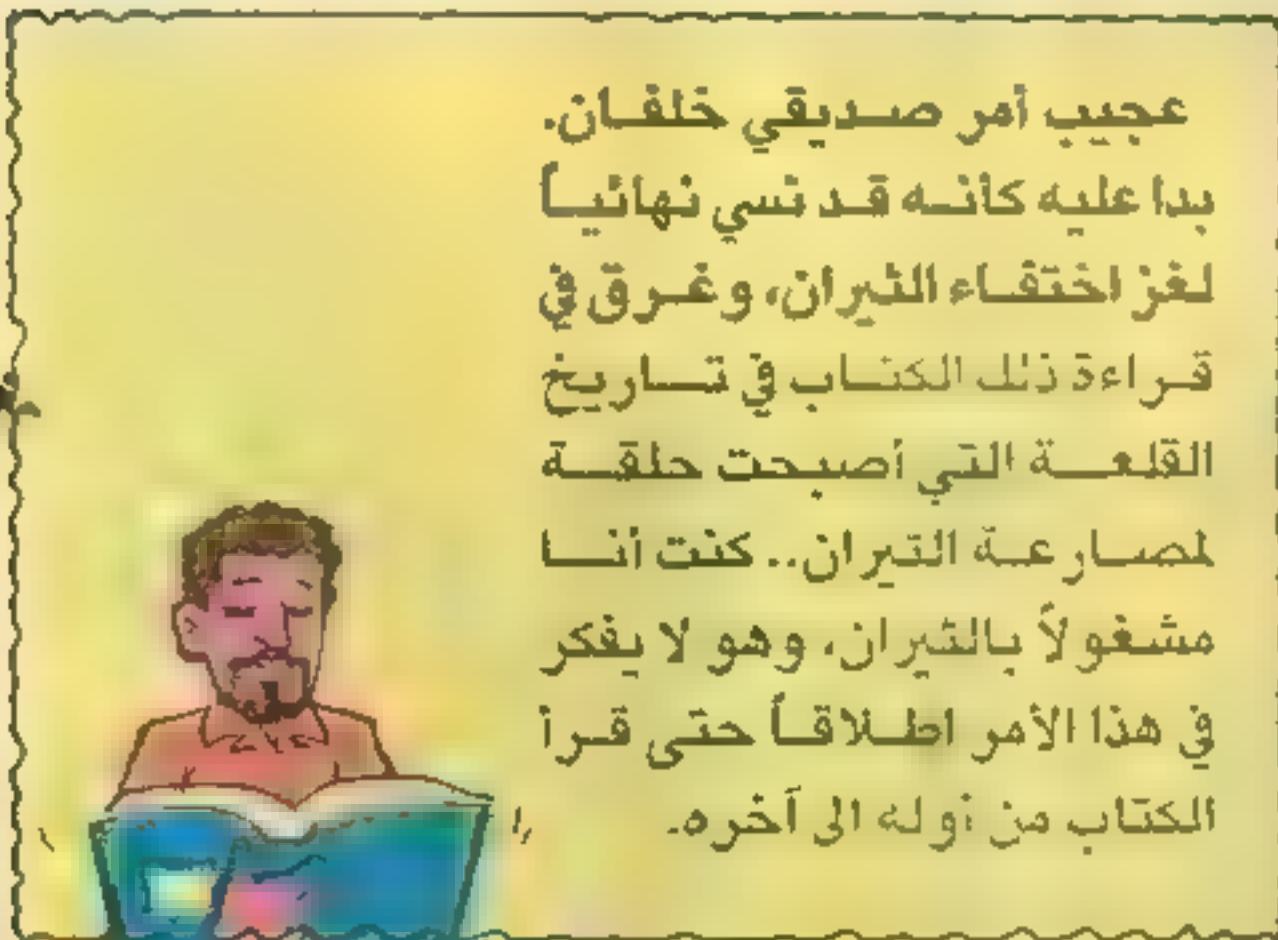 عجيب أمر صديقي خلفان.
بدا عليه كأنه قد نسي نهائياً
لغز اختفاء الثيران، وغرق في
قراءة ذلك الكتاب في تاريخ
القلعة التي أصبحت حلقة
لمصارعة الثيران.. كنت أنا
مشغولاً بالثيران، وهو لا يفكر
في هذا الأمر اطلاقاً حتى قرأ
الكتاب من أوله الى آخره.